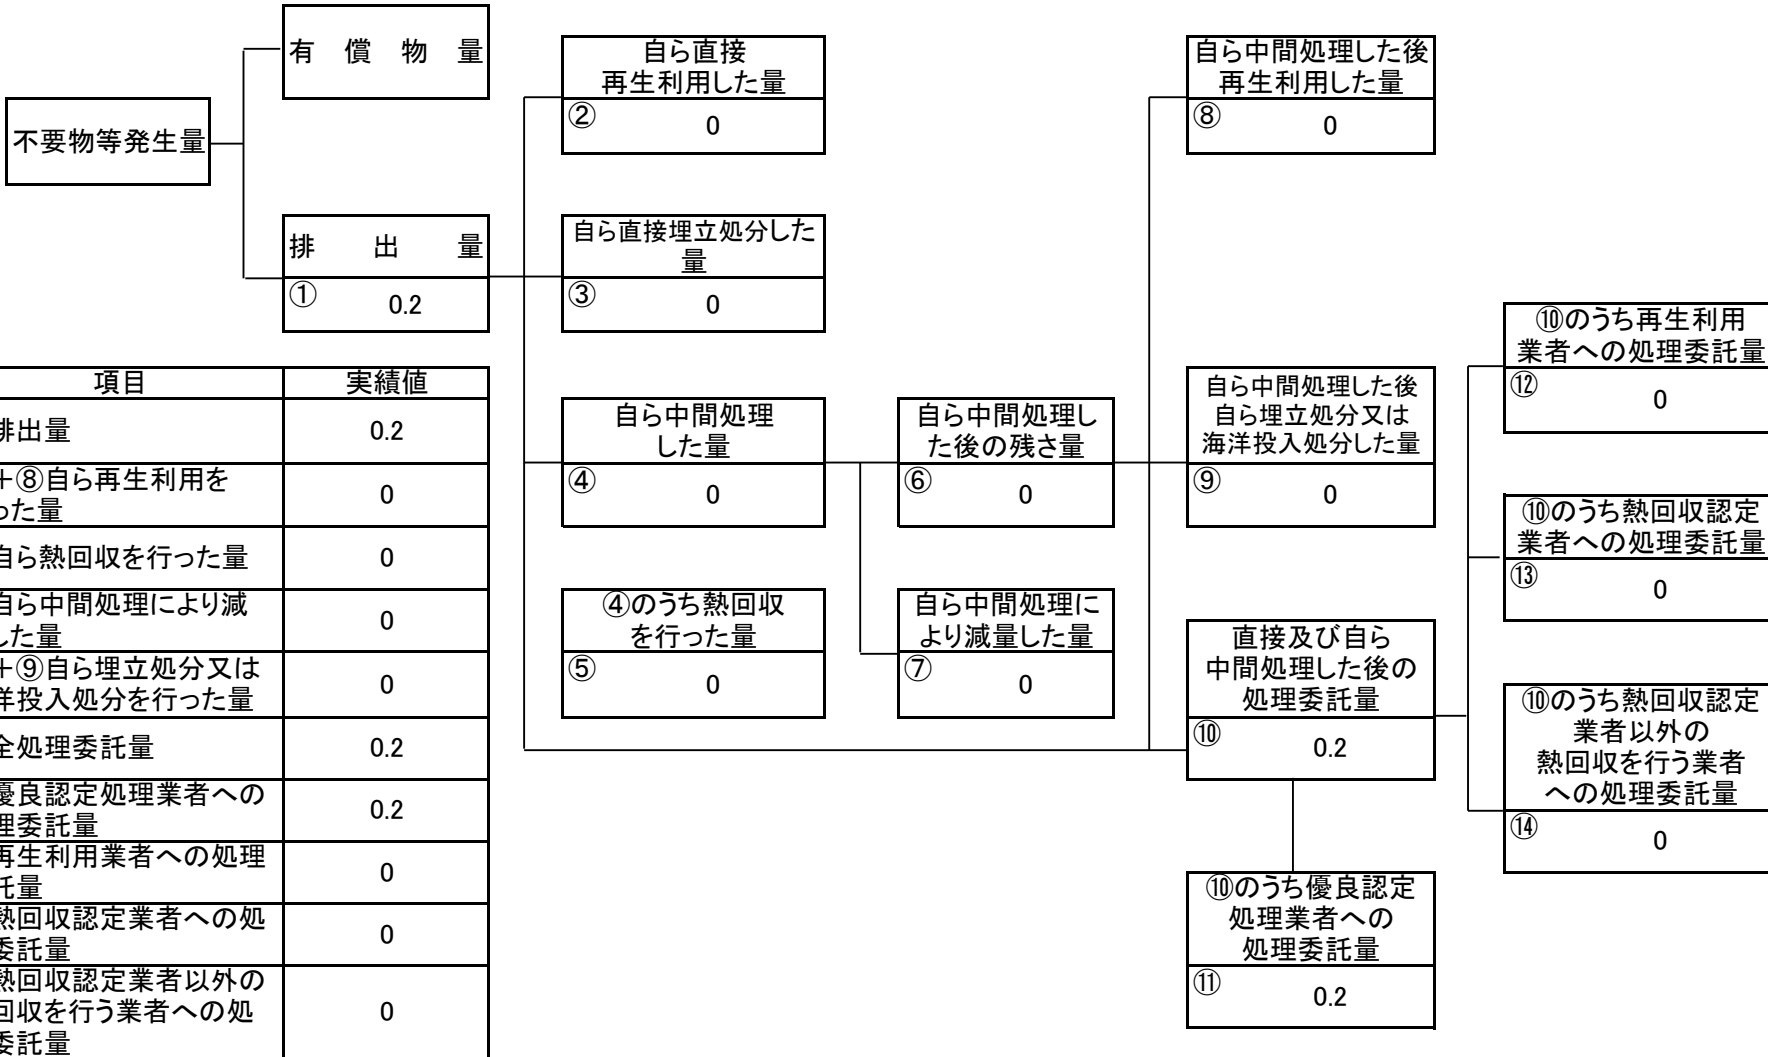 有償物量
不要物等発生量
排出量
① 0.2
自ら直接
再生利用した量
② 0
自ら直接埋立処分した
量
③ 0
自ら中間処理
した量
④ 0
④のうち熱回収
を行った量
⑤ 0
自ら中間処理し
た後の残さ量
⑥ 0
自ら中間処理に
より減量した量
⑦ 0
自ら中間処理した後
再生利用した量
⑧ 0
自ら中間処理した後
自ら埋立処分又は
海洋投入処分した量
⑨ 0
直接及び自ら
中間処理した後の
処理委託量
⑩ 0.2
⑩のうち優良認定
処理業者への
処理委託量
⑪ 0.2
⑩のうち再生利用
業者への処理委託量
⑫ 0
⑩のうち熱回収認定
業者への処理委託量
⑬ 0
⑩のうち熱回収認定
業者以外の
熱回収を行う業者
への処理委託量
⑭ 0
項目 実績値
排出量 0.2
+⑧自ら再生利用を
った量 0
自ら熱回収を行った量 0
自ら中間処理により減
した量 0
+⑨自ら埋立処分又は
洋投入処分を行った量 0
全処理委託量 0.2
優良認定処理業者への
理委託量 0.2
再生利用業者への処理
託量 0
熱回収認定業者への処
委託量 0
熱回収認定業者以外の
回収を行う業者への処
委託量 0